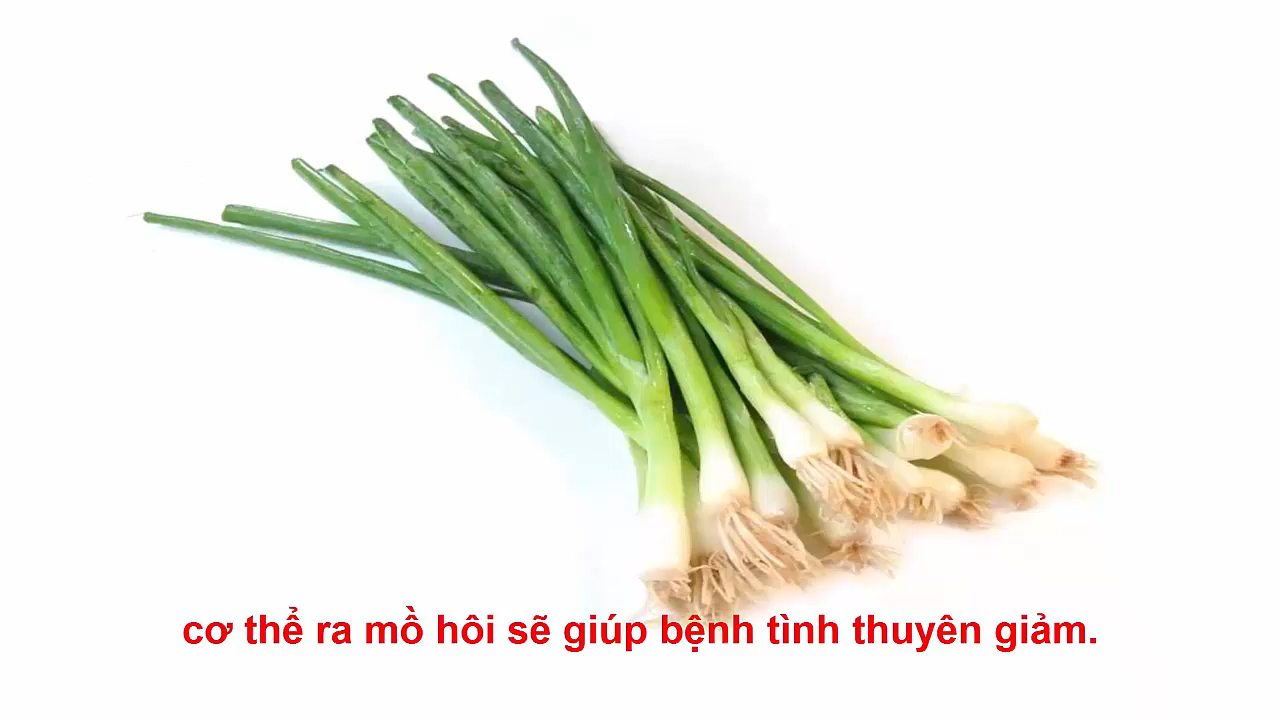 cơ thể ra mồ hôi sẽ giúp bệnh tình thuyên giảm.